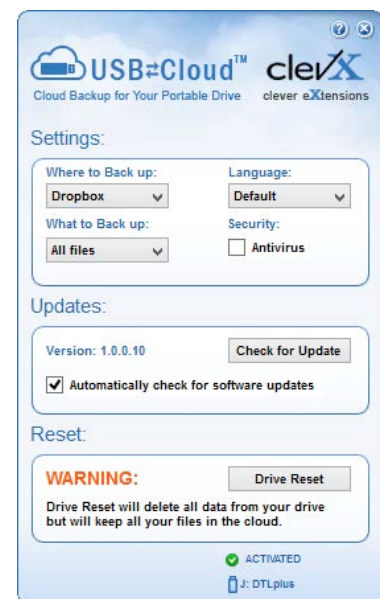 USB⇄Cloud™
clevX
Cloud Backup for Your Portable Drive
clever eXtensions
Settings:
Where to Back up:
Language:
Dropbox
Default
What to Back up:
Security:
All files
Antivirus
Updates:
Version: 1.0.0.10
Check for Update
Automatically check for software updates
Reset:
WARNING:
Drive Reset
Drive Reset will delete all data from your drive
but will keep all your files in the cloud.
ACTIVATED
J: DTLplus